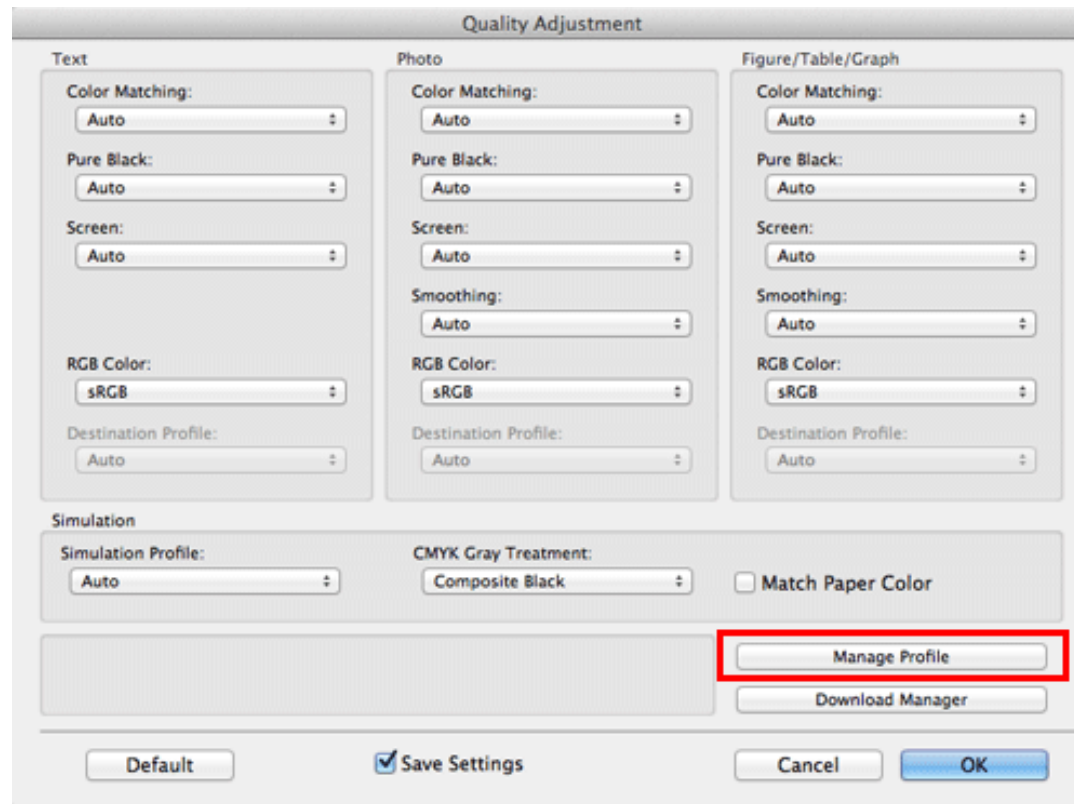 Quality Adjustment
Text
Color Matching:
Auto
Pure Black:
Auto
Screen:
Auto
RGB Color:
sRGB
Destination Profile:
Auto
Photo
Color Matching:
Auto
Pure Black:
Auto
Screen:
Auto
Smoothing:
Auto
RGB Color:
sRGB
Destination Profile:
Auto
Figure/Table/Graph
Color Matching:
Auto
Pure Black:
Auto
Screen:
Auto
Smoothing:
Auto
RGB Color:
sRGB
Destination Profile:
Auto
Simulation
Simulation Profile:
Auto
CMYK Gray Treatment:
Composite Black
Match Paper Color
Manage Profile
Download Manager
Default
Save Settings
Cancel
OK